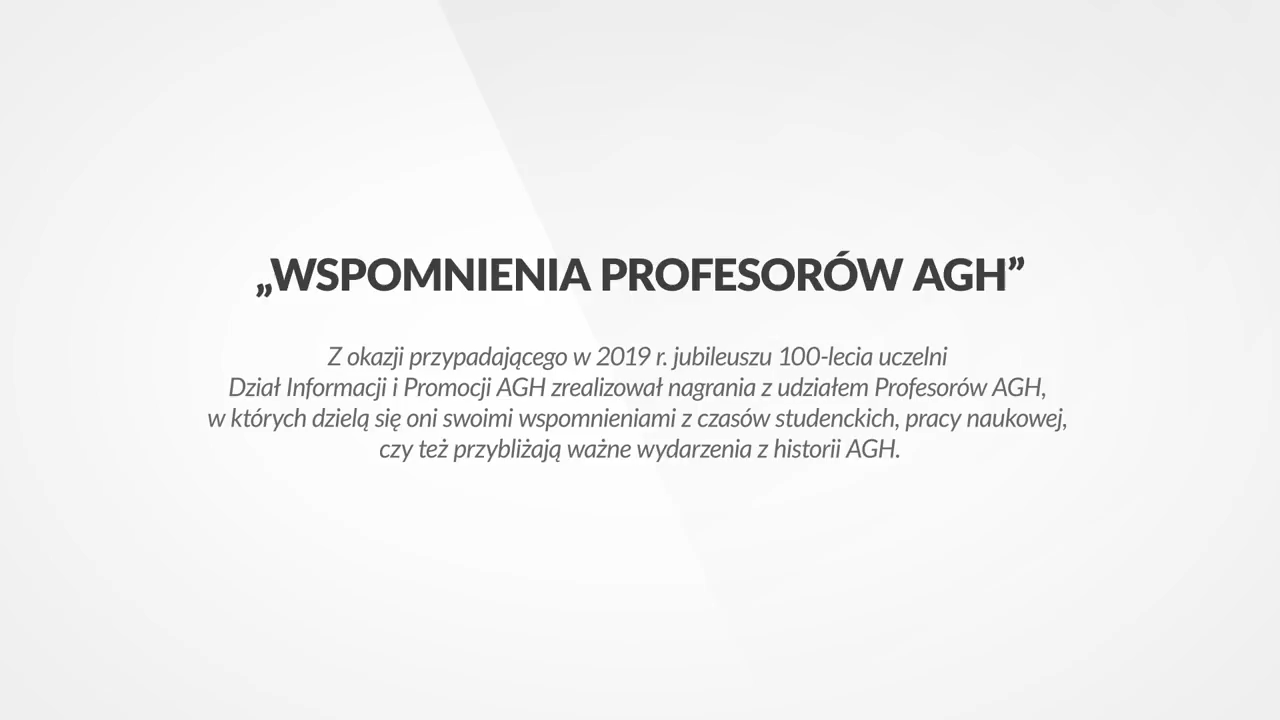 „WSPOMNIENIA PROFESORÓW AGH”
Z okazji przypadającego w 2019 r. jubileuszu 100-lecia uczelni
Dział Informacji i Promocji AGH zrealizował nagrania z udziałem Profesorów AGH,
w których dzielą się oni swoimi wspomnieniami z czasów studenckich, pracy naukowej,
czy też przybliżają ważne wydarzenia z historii AGH.